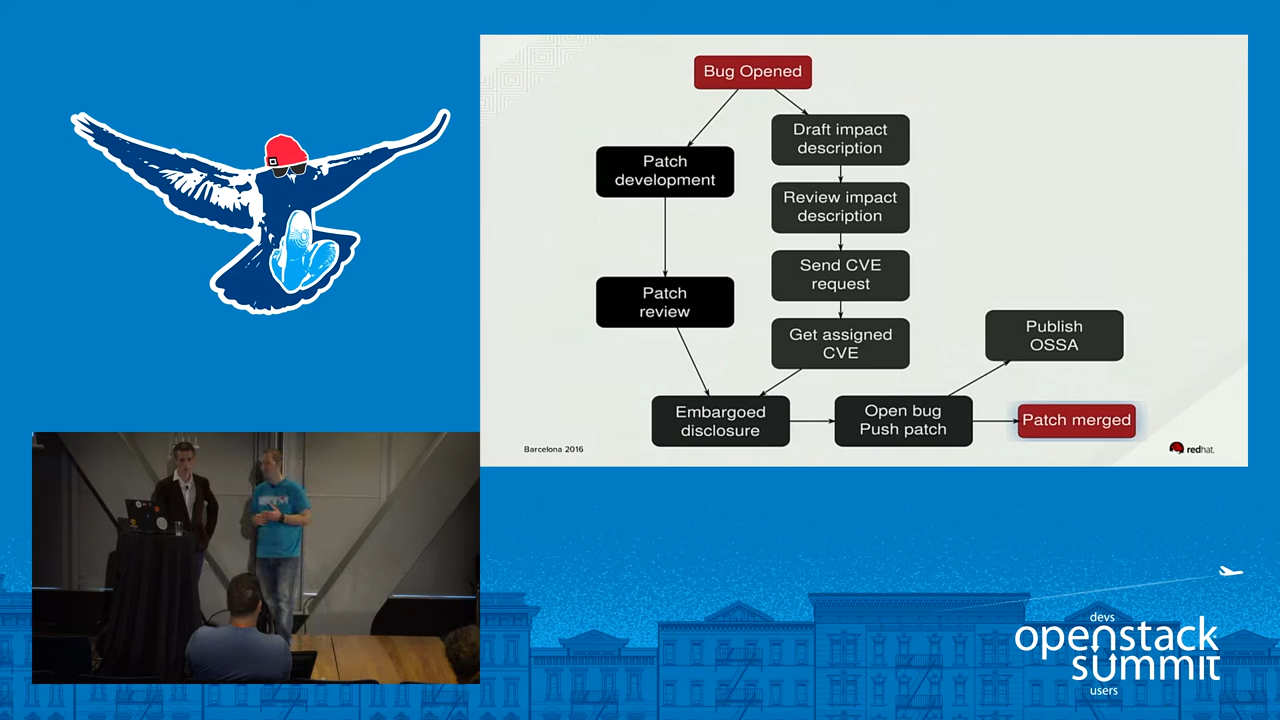 Bug Opened
Draft impact
description
Patch
development
Review impact
description
Send CVE
request
Patch
review
Get assigned
CVE
Publish
OSSA
Embargoed
disclosure
Open bug
Push patch
Patch merged
Barcelona 2016
redhat.
devs
openstack
summit
users